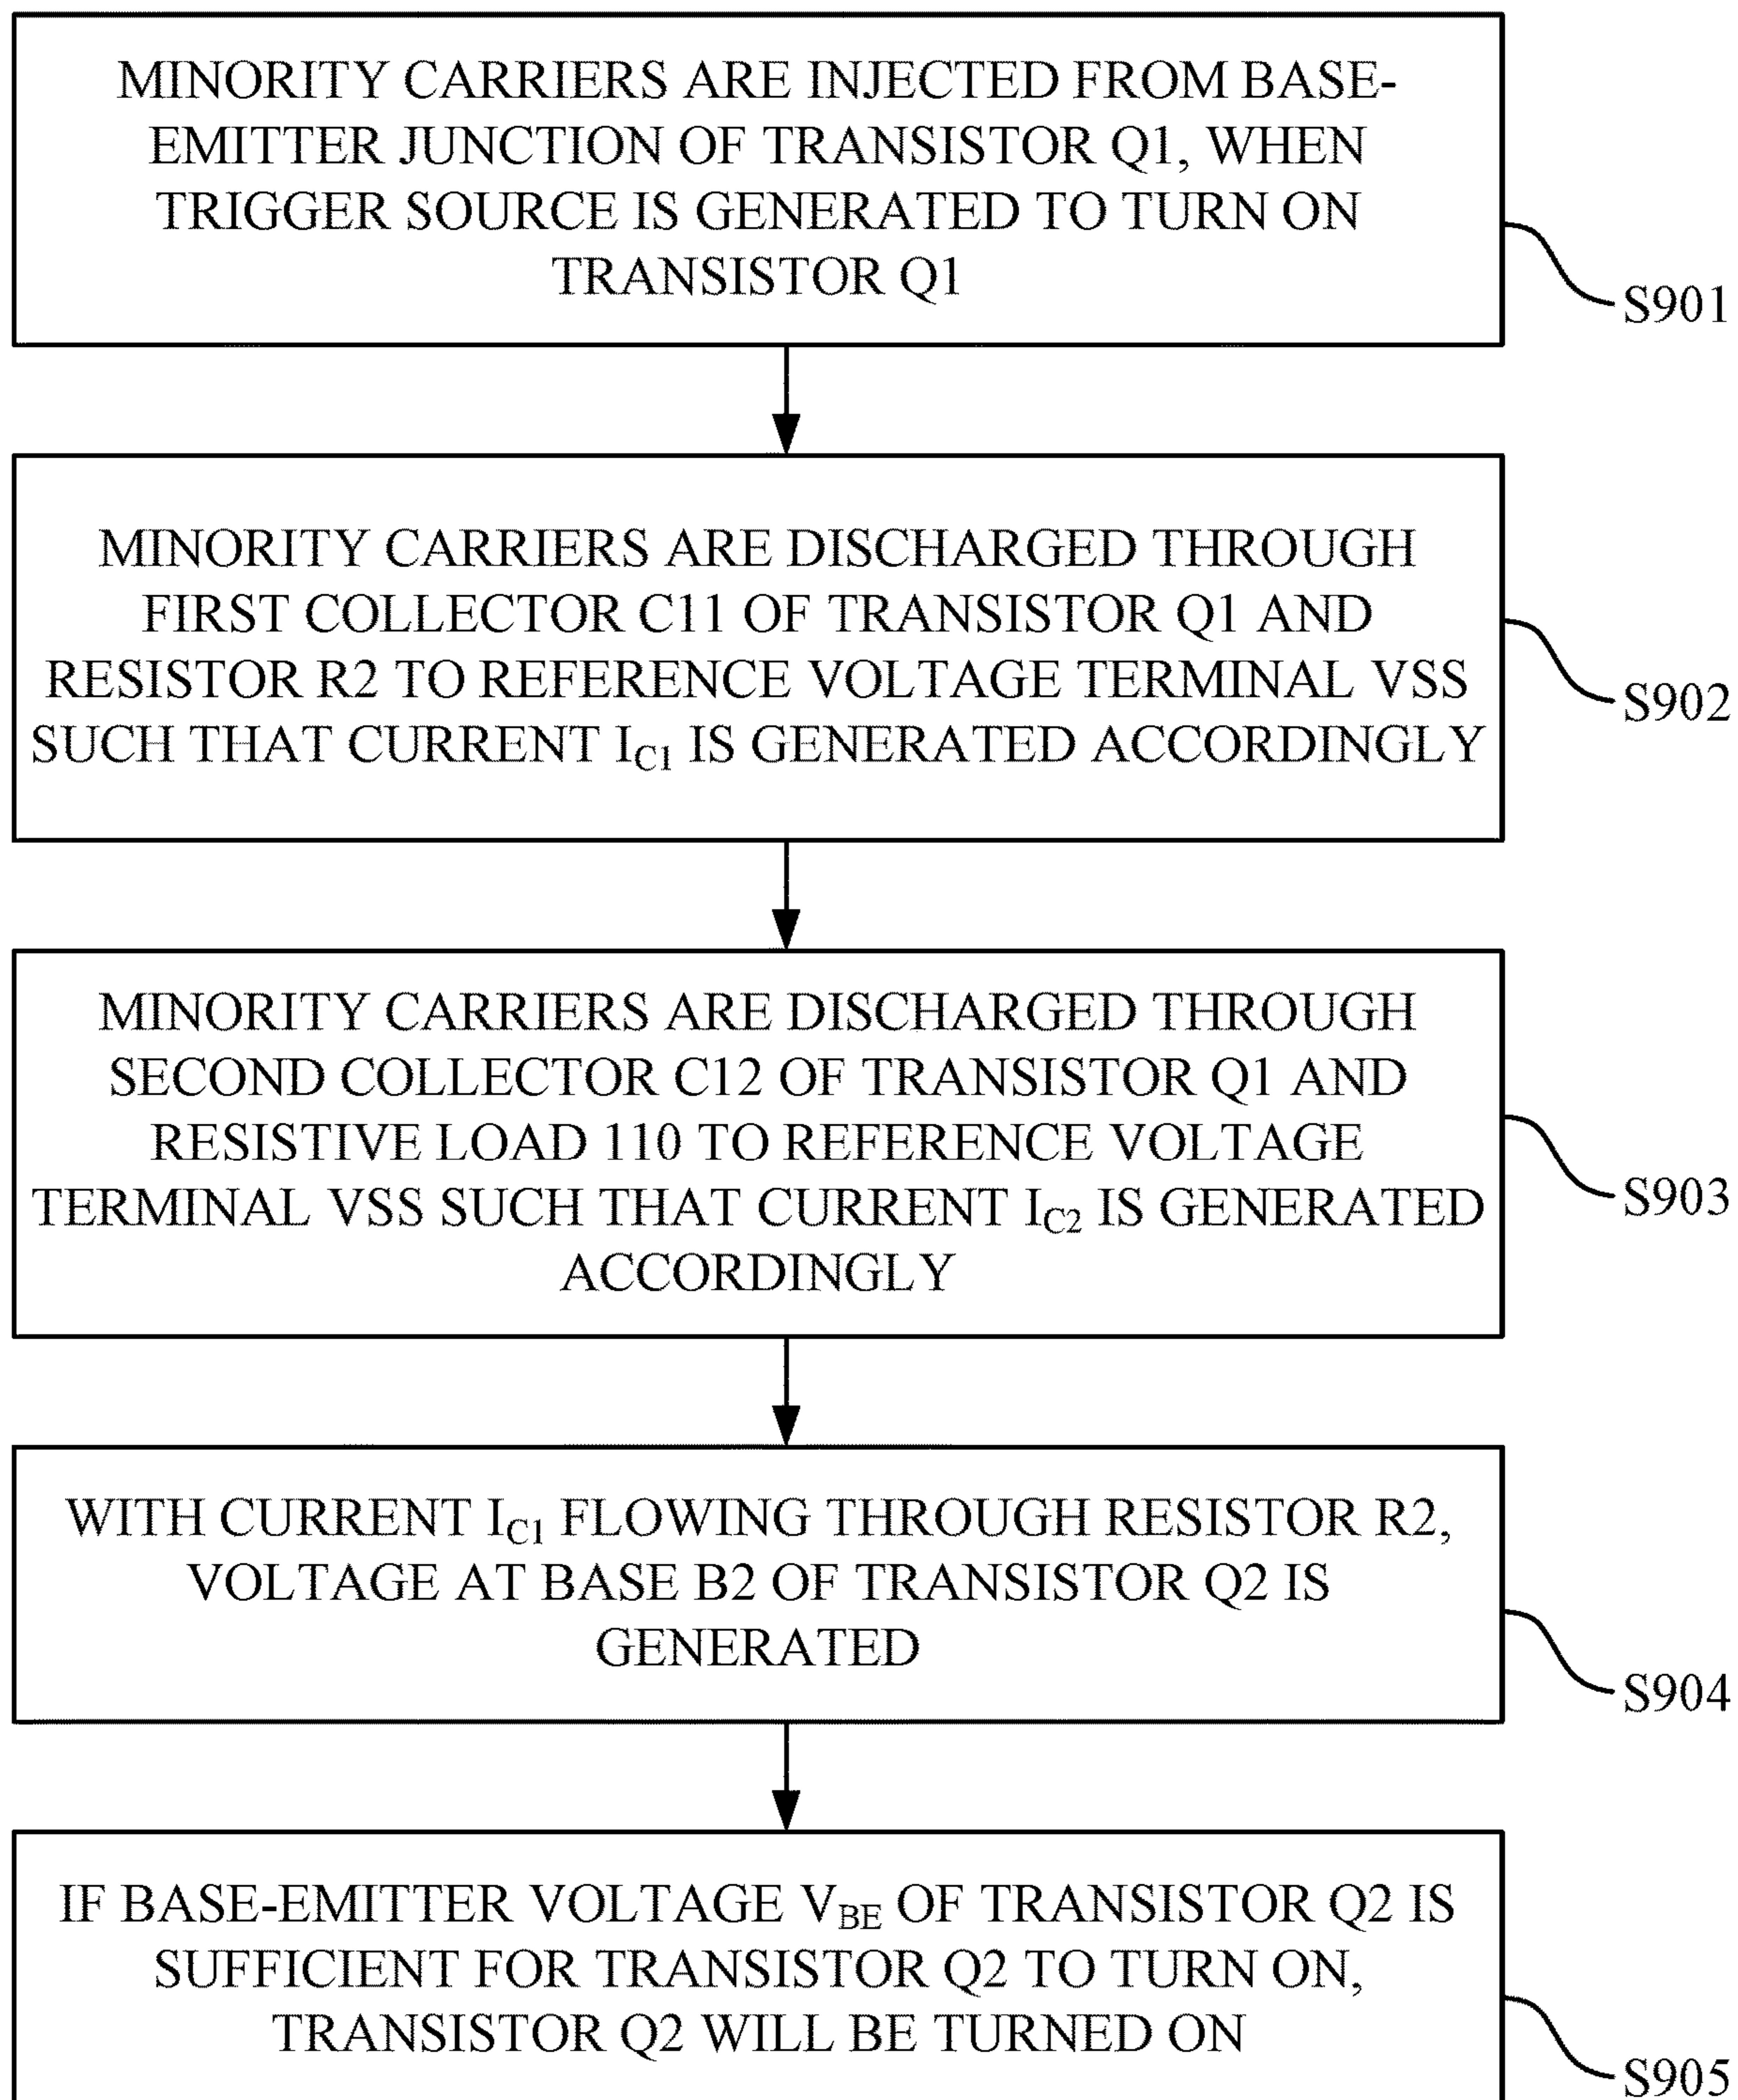 MINORITY CARRIERS ARE INJECTED FROM BASE-
EMITTER JUNCTION OF TRANSISTOR Q1, WHEN
TRIGGER SOURCE IS GENERATED TO TURN ON
TRANSISTOR Q1
S901
MINORITY CARRIERS ARE DISCHARGED THROUGH
FIRST COLLECTOR C11 OF TRANSISTOR Q1 AND
RESISTOR R2 TO REFERENCE VOLTAGE TERMINAL VSS
SUCH THAT CURRENT I_C1 IS GENERATED ACCORDINGLY
S902
MINORITY CARRIERS ARE DISCHARGED THROUGH
SECOND COLLECTOR C12 OF TRANSISTOR Q1 AND
RESISTIVE LOAD 110 TO REFERENCE VOLTAGE
TERMINAL VSS SUCH THAT CURRENT I_C2 IS GENERATED
ACCORDINGLY
S903
WITH CURRENT I_C1 FLOWING THROUGH RESISTOR R2,
VOLTAGE AT BASE B2 OF TRANSISTOR Q2 IS
GENERATED
S904
IF BASE-EMITTER VOLTAGE V_BE OF TRANSISTOR Q2 IS
SUFFICIENT FOR TRANSISTOR Q2 TO TURN ON,
TRANSISTOR Q2 WILL BE TURNED ON
S905